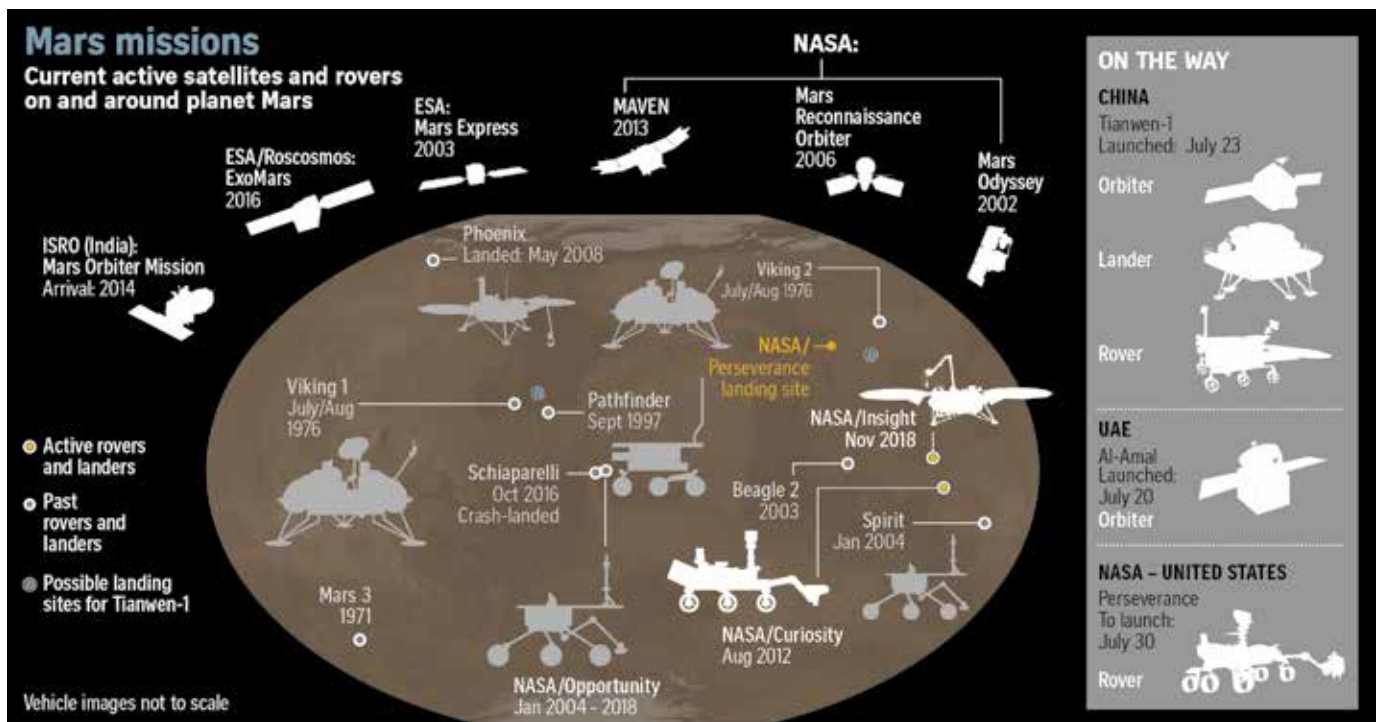 Mars missions
Current active satellites and rovers
on and around planet Mars
NASA:
MAVEN
2013
Mars
Reconnaissance
Orbiter
2006
Mars
Odyssey
2002
ESA:
Mars Express
2003
ESA/Roscosmos:
ExoMars
2016
ISRO (India):
Mars Orbiter Mission
Arrival: 2014
Phoenix
Landed: May 2008
Viking 2
July/Aug 1976
NASA/
Perseverance
landing site
Viking 1
July/Aug
1976
Pathfinder
Sept 1997
NASA/Insight
Nov 2018
Schiaparelli
Oct 2016
Crash-landed
Beagle 2
2003
Spirit
Jan 2004
Mars 3
1971
NASA/Curiosity
Aug 2012
NASA/Opportunity
Jan 2004 - 2018
Active rovers
and landers
Past
rovers and
landers
Possible landing
sites for Tianwen-1
Vehicle images not to scale
ON THE WAY
CHINA
Tianwen-1
Launched: July 23
Orbiter
Lander
Rover
UAE
Al-Amal
Launched:
July 20
Orbiter
NASA – UNITED STATES
Perseverance
To launch:
July 30
Rover